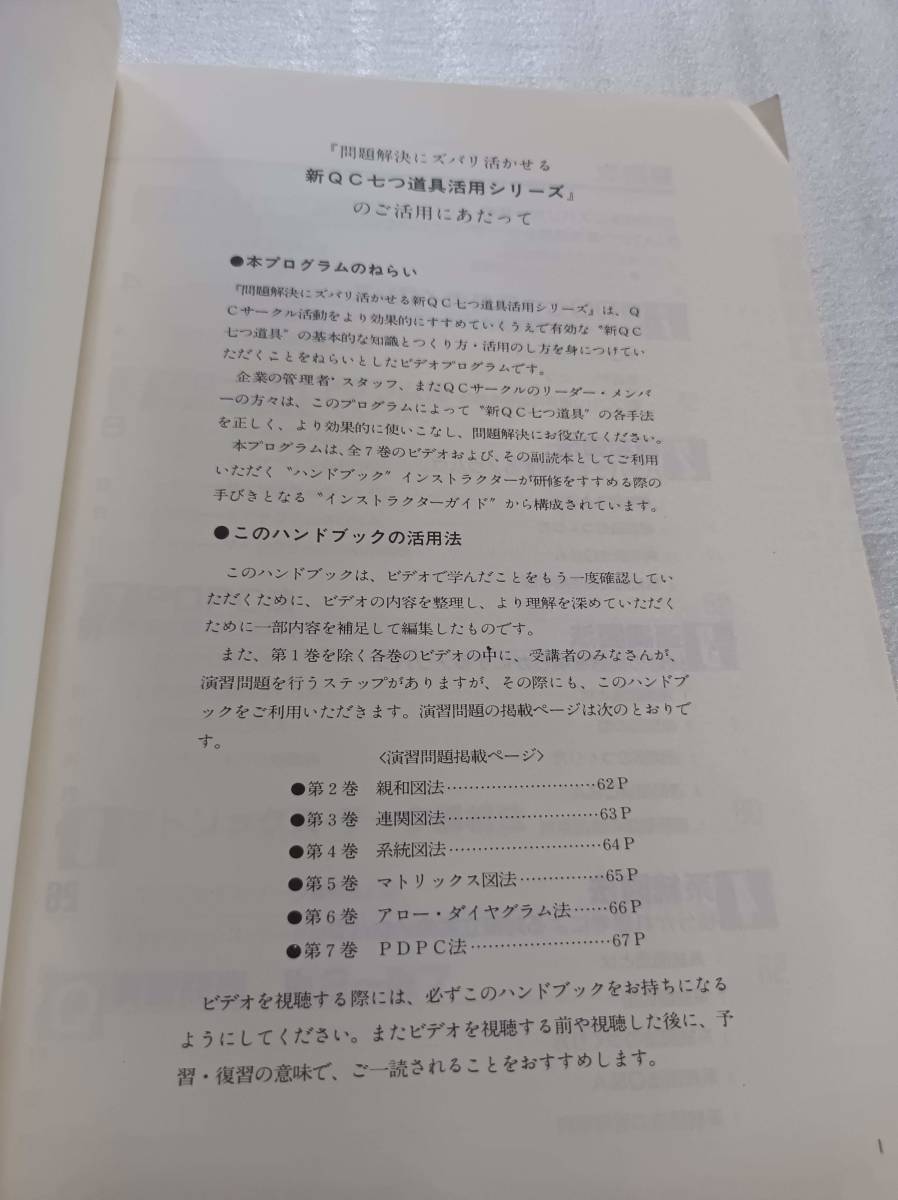 『問題解決にズバリ活かせる
新QC七つ道具活用シリーズ』
のご活用にあたって
●本プログラムのねらい
『問題解決にズバリ活かせる新QC七つ道具活用シリーズ』は、Q
Cサークル活動をより効果的にすすめていくうえで有効な〝新QC
七つ道具〞の基本的な知識とつくり方・活用のし方を身につけてい
ただくことをねらいとしたビデオプログラムです。
企業の管理者・スタッフ、またQCサークルのリーダー・メンバ
ーの方々は、このプログラムによって〝新QC七つ道具〞の各手法
を正しく、より効果的に使いこなし、問題解決にお役立てください。
本プログラムは、全7巻のビデオおよび、その副読本としてご利用
いただく〝ハンドブック〞インストラクターが研修をすすめる際の
手びきとなる〝インストラクターガイド〞から構成されています。
●このハンドブックの活用法
このハンドブックは、ビデオで学んだことをもう一度確認してい
ただくために、ビデオの内容を整理し、より理解を深めていただく
ために一部内容を補足して編集したものです。
また、第1巻を除く各巻のビデオの中に、受講者のみなさんが、
演習問題を行うステップがありますが、その際にも、このハンドブ
ックをご利用いただきます。演習問題の掲載ページは次のとおりで
す。
〈演習問題掲載ページ〉
●第2巻 親和図法……………………62P
●第3巻 連関図法……………………63P
●第4巻 系統図法……………………64P
●第5巻 マトリックス図法……………65P
●第6巻 アロー・ダイヤグラム法……66P
●第7巻 PDPC法……………………67P
ビデオを視聴する際には、必ずこのハンドブックをお持ちになる
ようにしてください。またビデオを視聴する前や視聴した後に、予
習・復習の意味で、ご一読されることをおすすめします。
1